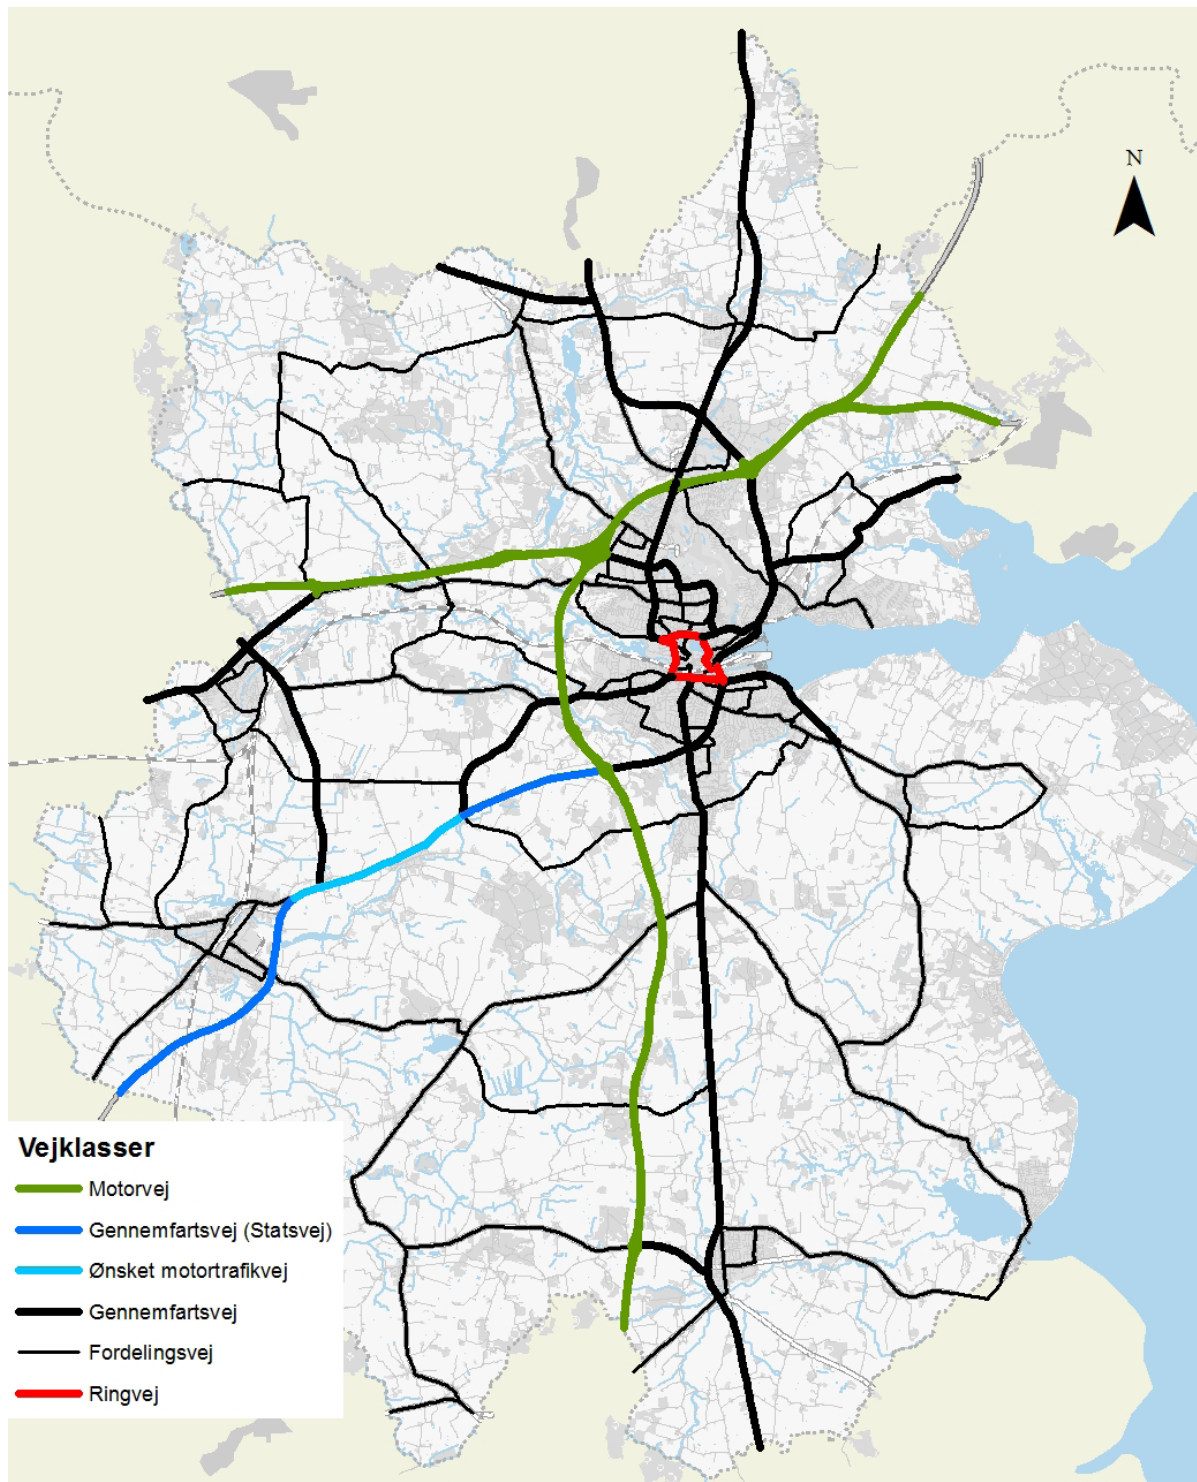 N
Vejklasser
Motorvej
Gennemfartsvej (Statsvej)
Ønsket motortrafikvej
Gennemfartsvej
Fordelingsvej
Ringvej